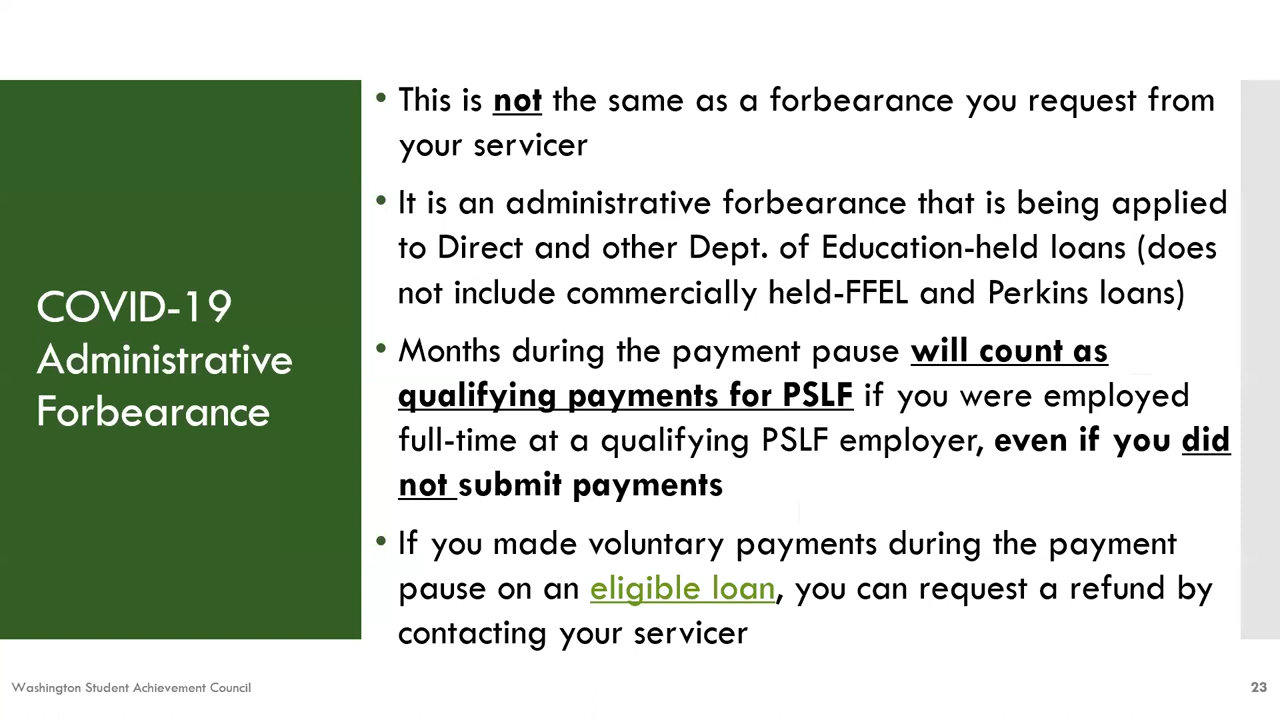 COVID-19
Administrative
Forbearance
• This is not the same as a forbearance you request from
your servicer
• It is an administrative forbearance that is being applied
to Direct and other Dept. of Education-held loans (does
not include commercially held-FFEL and Perkins loans)
• Months during the payment pause will count as
qualifying payments for PSLF if you were employed
full-time at a qualifying PSLF employer, even if you did
not submit payments
• If you made voluntary payments during the payment
pause on an eligible loan, you can request a refund by
contacting your servicer
Washington Student Achievement Council
23